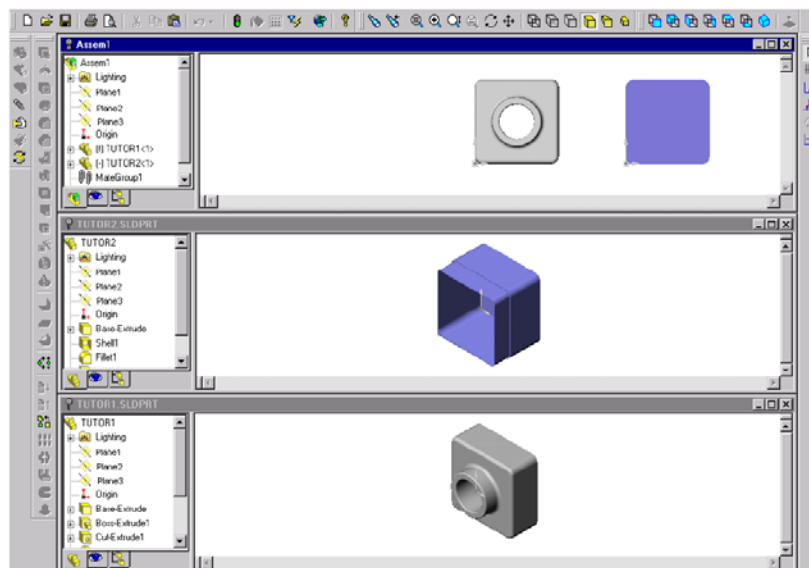 Assem1
Assem1
Lighting
Plane1
Plane2
Plane3
Origin
(f) TUTOR1<1>
(-) TUTOR2<1>
MateGroup1
TUTOR2.SLDPRT
TUTOR2
Lighting
Plane1
Plane2
Plane3
Origin
Base-Extrude
Shell1
Fillet1
TUTOR1.SLDPRT
TUTOR1
Lighting
Plane1
Plane2
Plane3
Origin
Base-Extrude
Boss-Extrude1
Cut-Extrude1